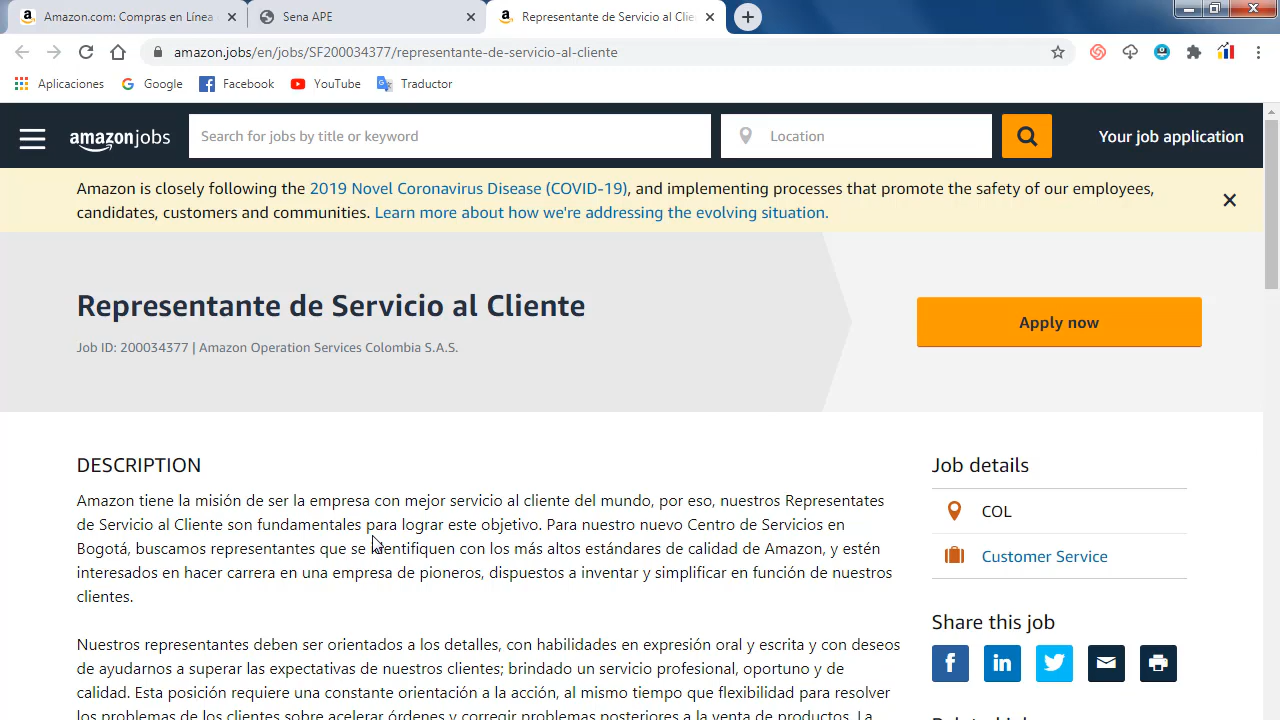 Amazon.com: Compras en Línea
Sena APE
Representante de Servicio al Clie
amazon.jobs/en/jobs/SF200034377/representante-de-servicio-al-cliente
Aplicaciones
Google
Facebook
YouTube
Traductor
amazonjobs
Search for jobs by title or keyword
Location
Your job application
Amazon is closely following the 2019 Novel Coronavirus Disease (COVID-19), and implementing processes that promote the safety of our employees,
candidates, customers and communities. Learn more about how we're addressing the evolving situation.
Representante de Servicio al Cliente
Job ID: 200034377 | Amazon Operation Services Colombia S.A.S.
Apply now
DESCRIPTION
Amazon tiene la misión de ser la empresa con mejor servicio al cliente del mundo, por eso, nuestros Representates
de Servicio al Cliente son fundamentales para lograr este objetivo. Para nuestro nuevo Centro de Servicios en
Bogotá, buscamos representantes que se identifiquen con los más altos estándares de calidad de Amazon, y estén
interesados en hacer carrera en una empresa de pioneros, dispuestos a inventar y simplificar en función de nuestros
clientes.
Nuestros representantes deben ser orientados a los detalles, con habilidades en expresión oral y escrita y con deseos
de ayudarnos a superar las expectativas de nuestros clientes; brindado un servicio profesional, oportuno y de
calidad. Esta posición requiere una constante orientación a la acción, al mismo tiempo que flexibilidad para resolver
los problemas de los clientes sobre acelerar órdenes y corregir problemas posteriores a la venta de productos. La
Job details
COL
Customer Service
Share this job